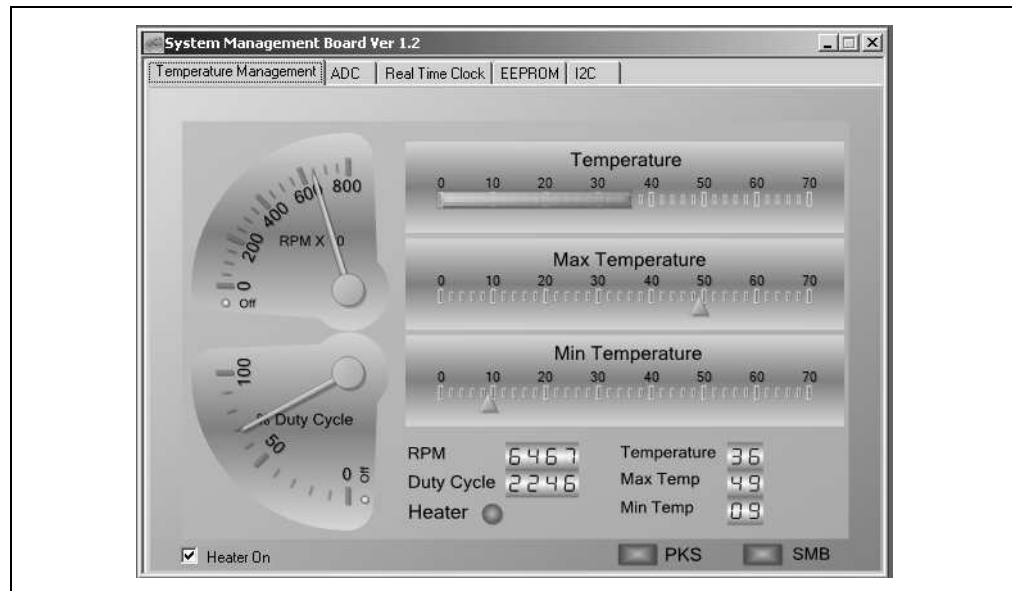 System Management Board Ver 1.2
Temperature Management ADC Real Time Clock EEPROM I2C
800
600
400
200
0
Off
RPM X 0
100
% Duty Cycle
50
0
Off
Temperature
0 10 20 30 40 50 60 70
Max Temperature
0 10 20 30 40 50 60 70
Min Temperature
0 10 20 30 40 50 60 70
RPM 6467
Duty Cycle 2246
Heater
Temperature 36
Max Temp 49
Min Temp 09
Heater On
PKS SMB